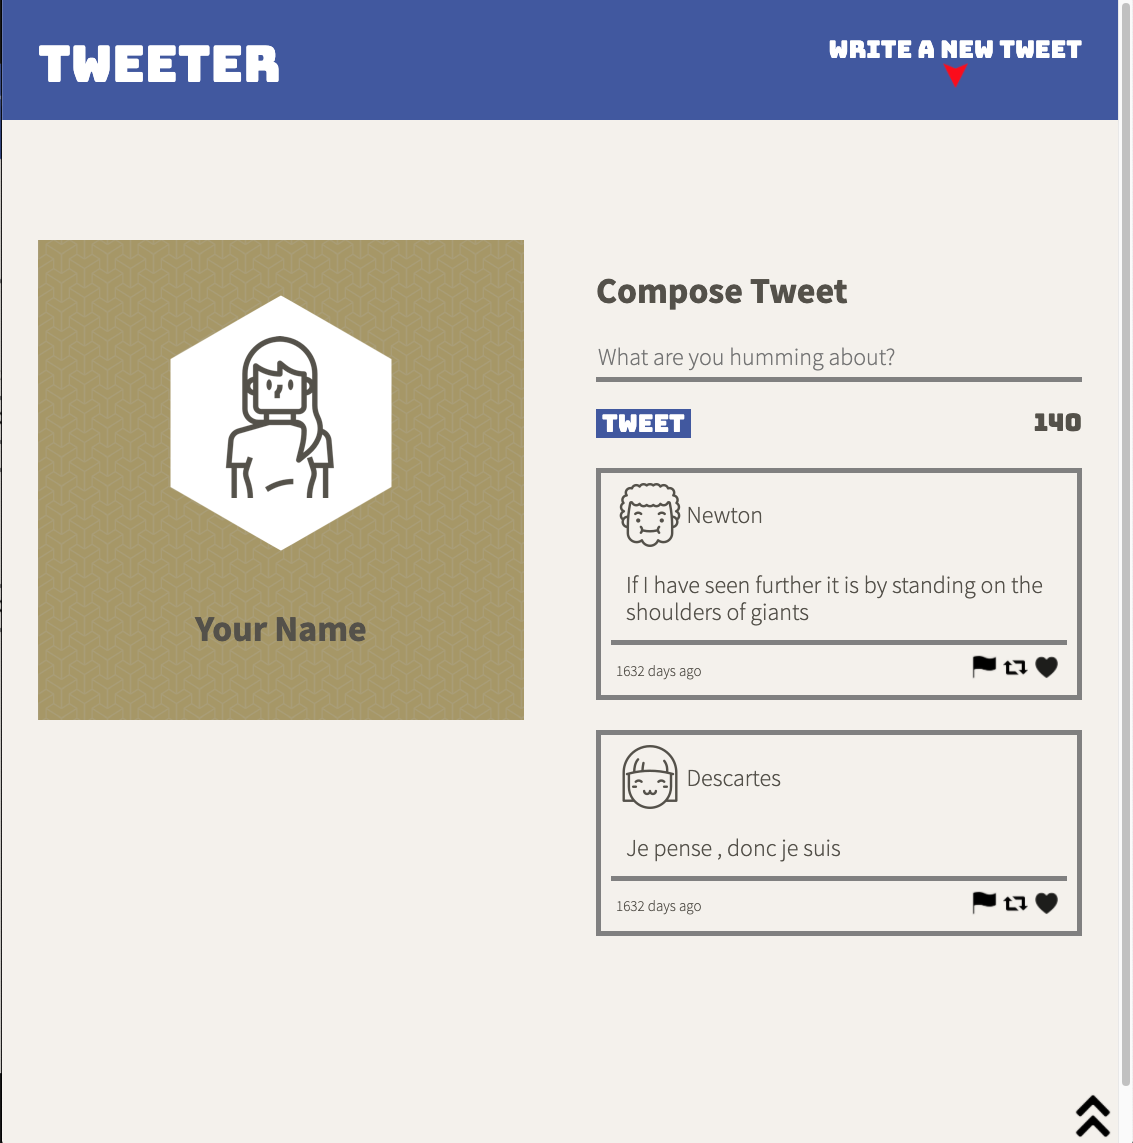 TWEETER
WRITE A NEW TWEET
Your Name
Compose Tweet
What are you humming about?
TWEET
140
Newton
If I have seen further it is by standing on the
shoulders of giants
1632 days ago
Descartes
Je pense , donc je suis
1632 days ago